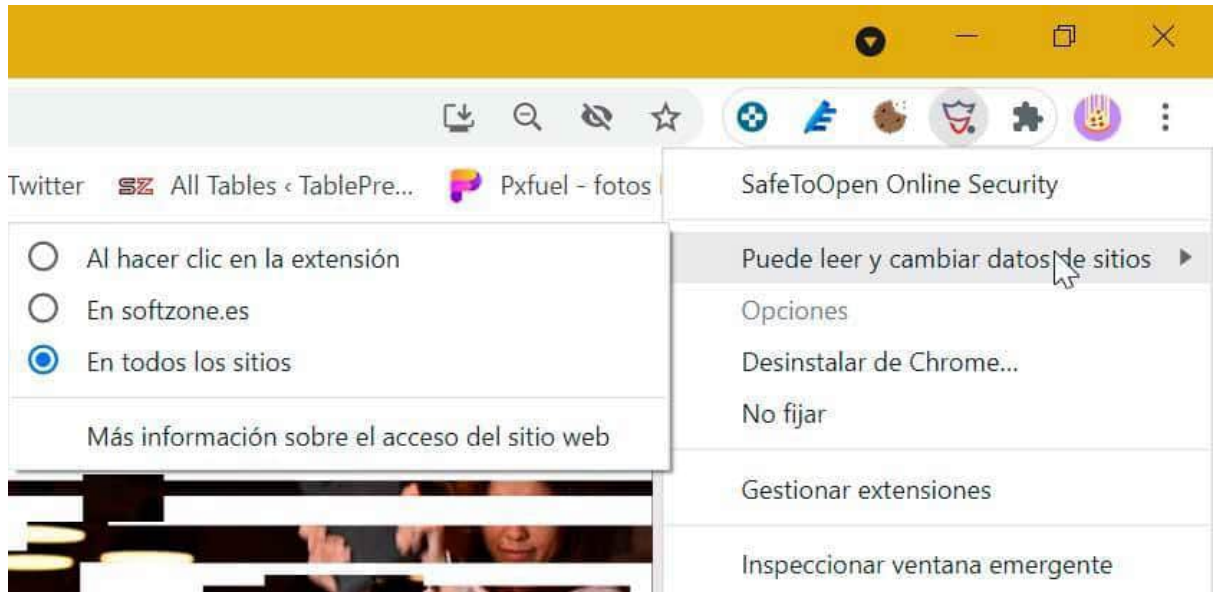 Twitter SZ All Tables ‹ TablePre... Pxfuel - fotos
SafeToOpen Online Security
Puede leer y cambiar datos de sitios
Opciones
Desinstalar de Chrome...
No fijar
Gestionar extensiones
Inspeccionar ventana emergente
Al hacer clic en la extensión
En softzone.es
En todos los sitios
Más información sobre el acceso del sitio web